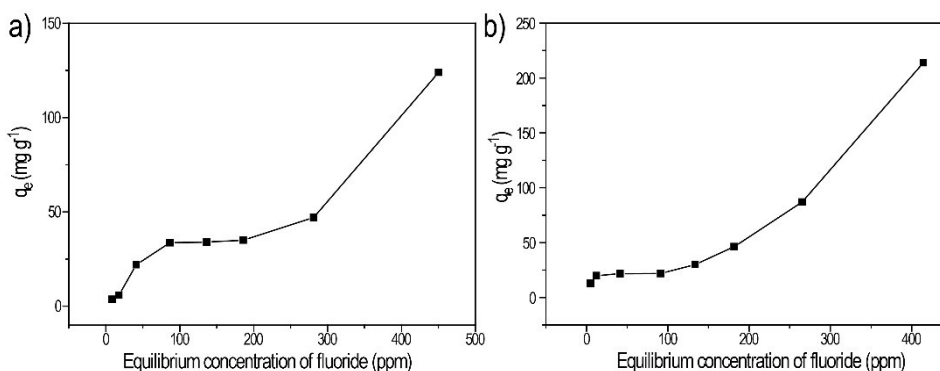 a)
150
100
50
0
qₑ (mg g⁻¹)
0 100 200 300 400 500
Equilibrium concentration of fluoride (ppm)
b)
250
200
150
100
50
0
qₑ (mg g⁻¹)
0 100 200 300 400
Equilibrium concentration of fluoride (ppm)